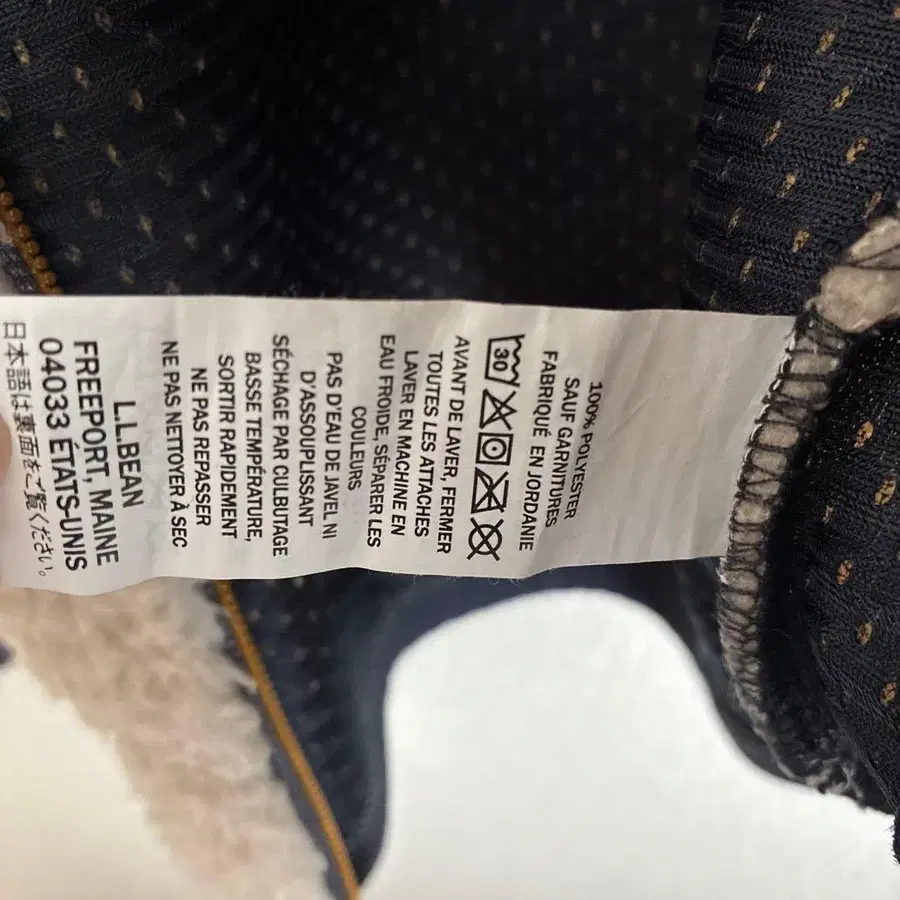 100% POLYESTER
SAUF GARNITURES
FABRIQUÉ EN JORDANIE
30
AVANT DE LAVER, FERMER
TOUTES LES ATTACHES
LAVER EN MACHINE EN
EAU FROIDE, SÉPARER LES
COULEURS
PAS D'EAU DE JAVEL NI
D'ASSOUPLISSANT
SÉCHAGE PAR CULBUTAGE
BASSE TEMPÉRATURE,
SORTIR RAPIDEMENT
NE PAS REPASSER
NE PAS NETTOYER À SEC
L.L.BEAN
FREEPORT, MAINE
04033 ÉTATS-UNIS
日本語は裏面をご覧ください。